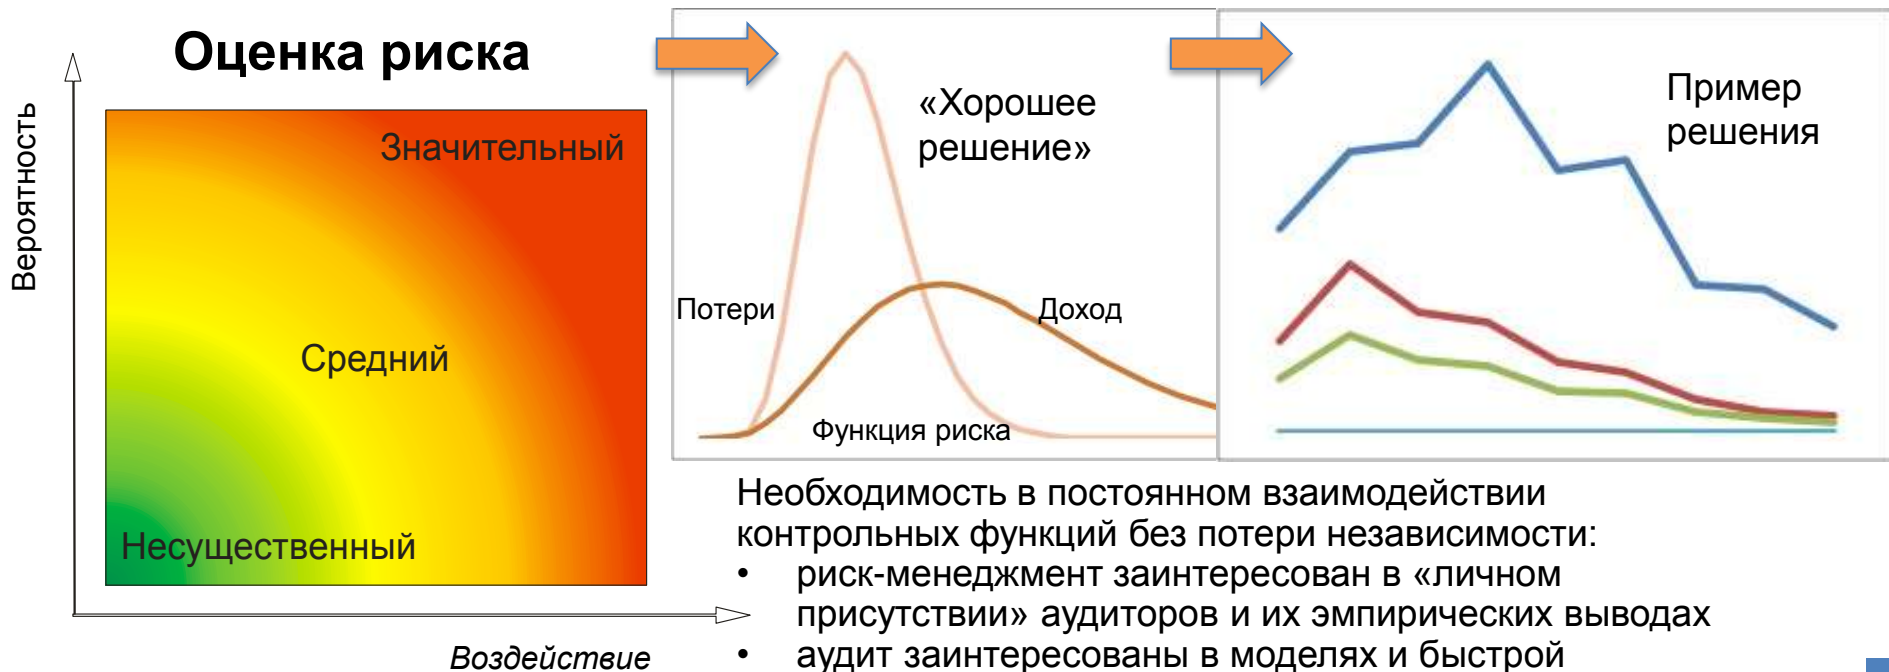 Оценка риска
Вероятность
Значительный
Средний
Несущественный
Воздействие
«Хорошее
решение»
Потери
Доход
Функция риска
Пример
решения
Необходимость в постоянном взаимодействии
контрольных функций без потери независимости:
• риск-менеджмент заинтересован в «личном
присутствии» аудиторов и их эмпирических выводах
• аудит заинтересованы в моделях и быстрой